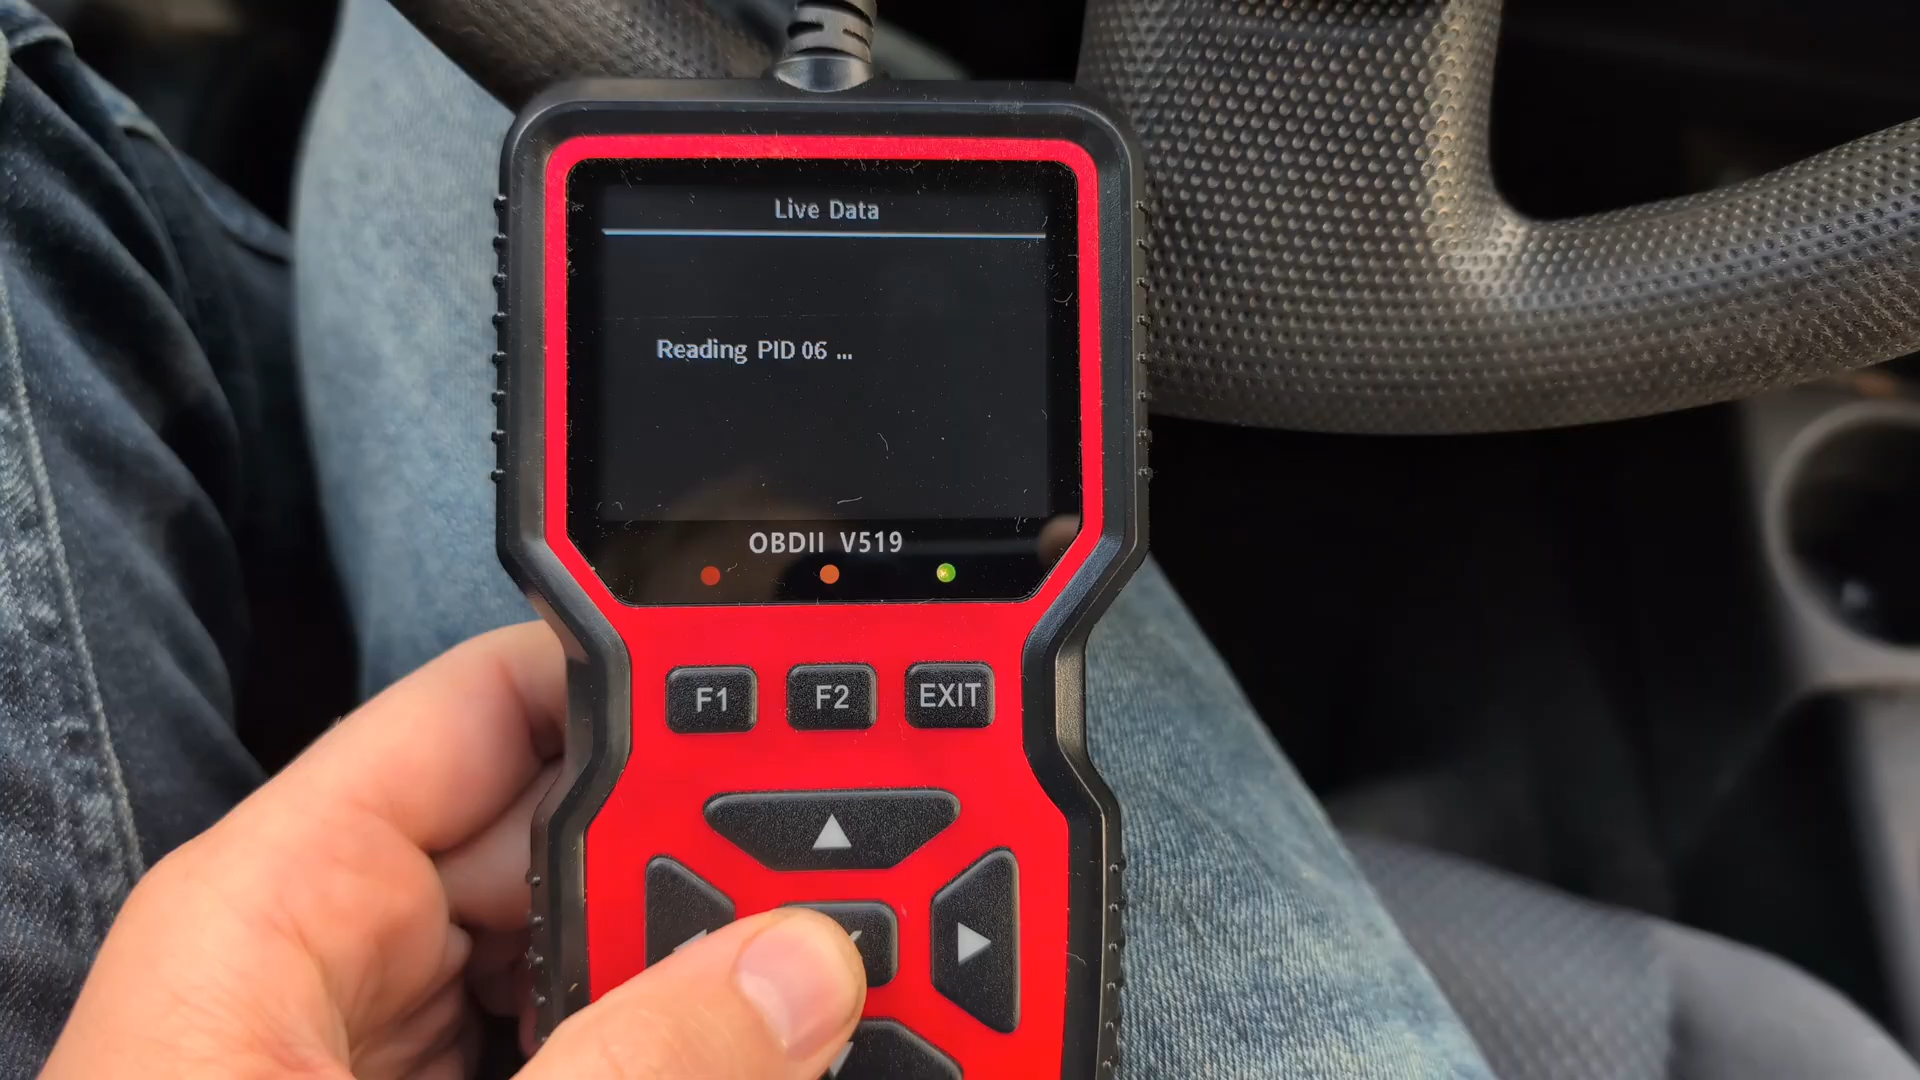 Live Data
Reading PID 06 ...
OBDII V519
F1
F2
EXIT